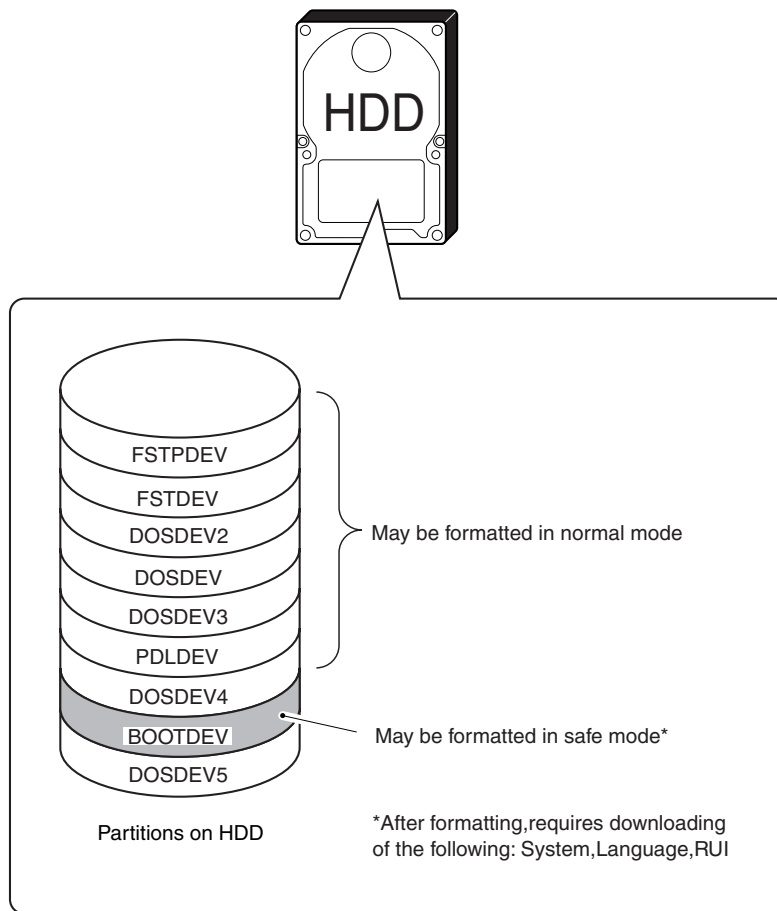 HDD
FSTPDEV
FSTDEV
DOSDEV2
DOSDEV
DOSDEV3
PDLDEV
DOSDEV4
BOOTDEV
DOSDEV5
May be formatted in normal mode
May be formatted in safe mode*
Partitions on HDD
*After formatting,requires downloading
of the following: System,Language,RUI